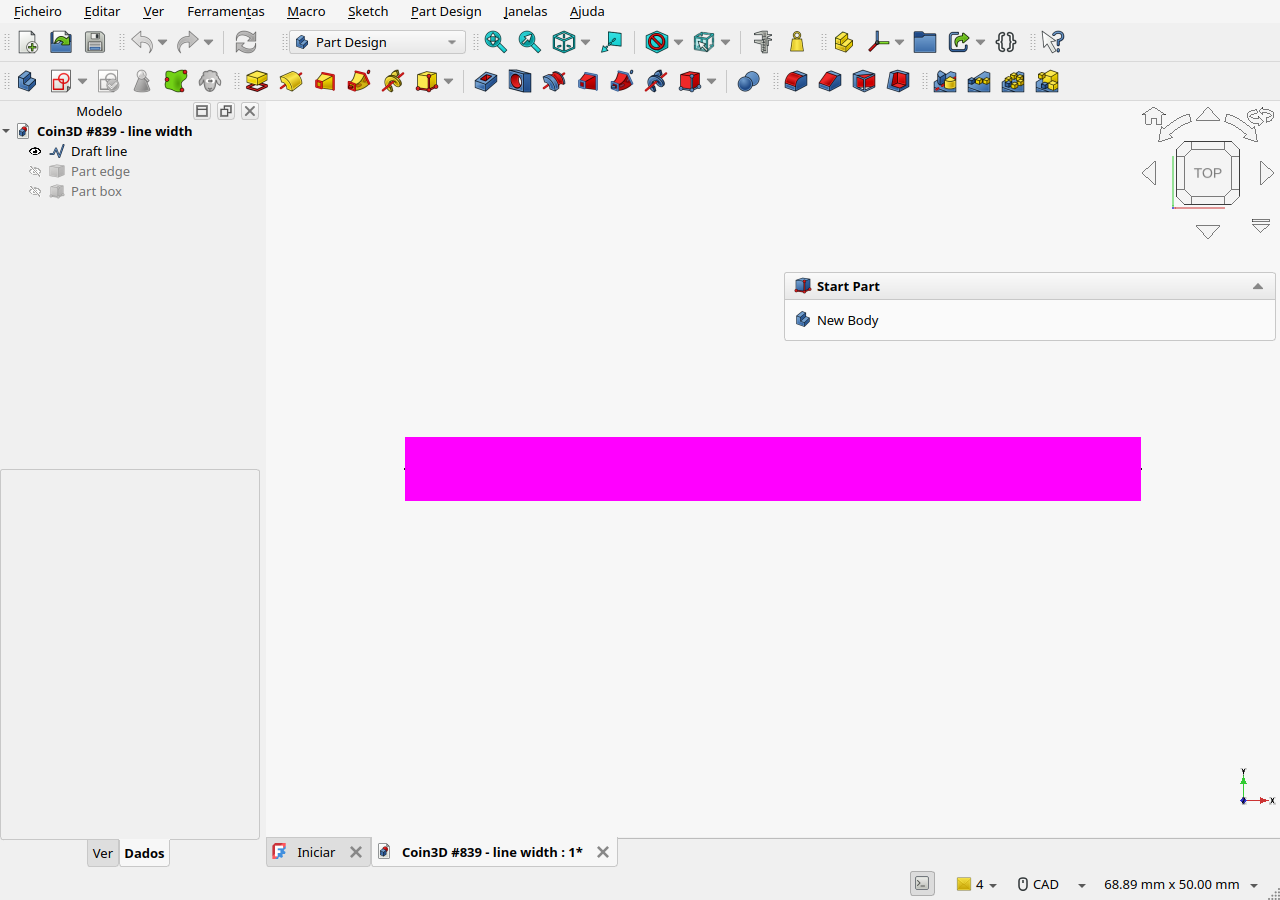 Ficheiro Editar Ver Ferramentas Macro Sketch Part Design Janelas Ajuda
Part Design
Modelo
Coin3D #839 - line width
Draft line
Part edge
Part box
TOP
Start Part
New Body
Y
X
Ver Dados
Iniciar
Coin3D #839 - line width : 1*
4 CAD 68.89 mm x 50.00 mm